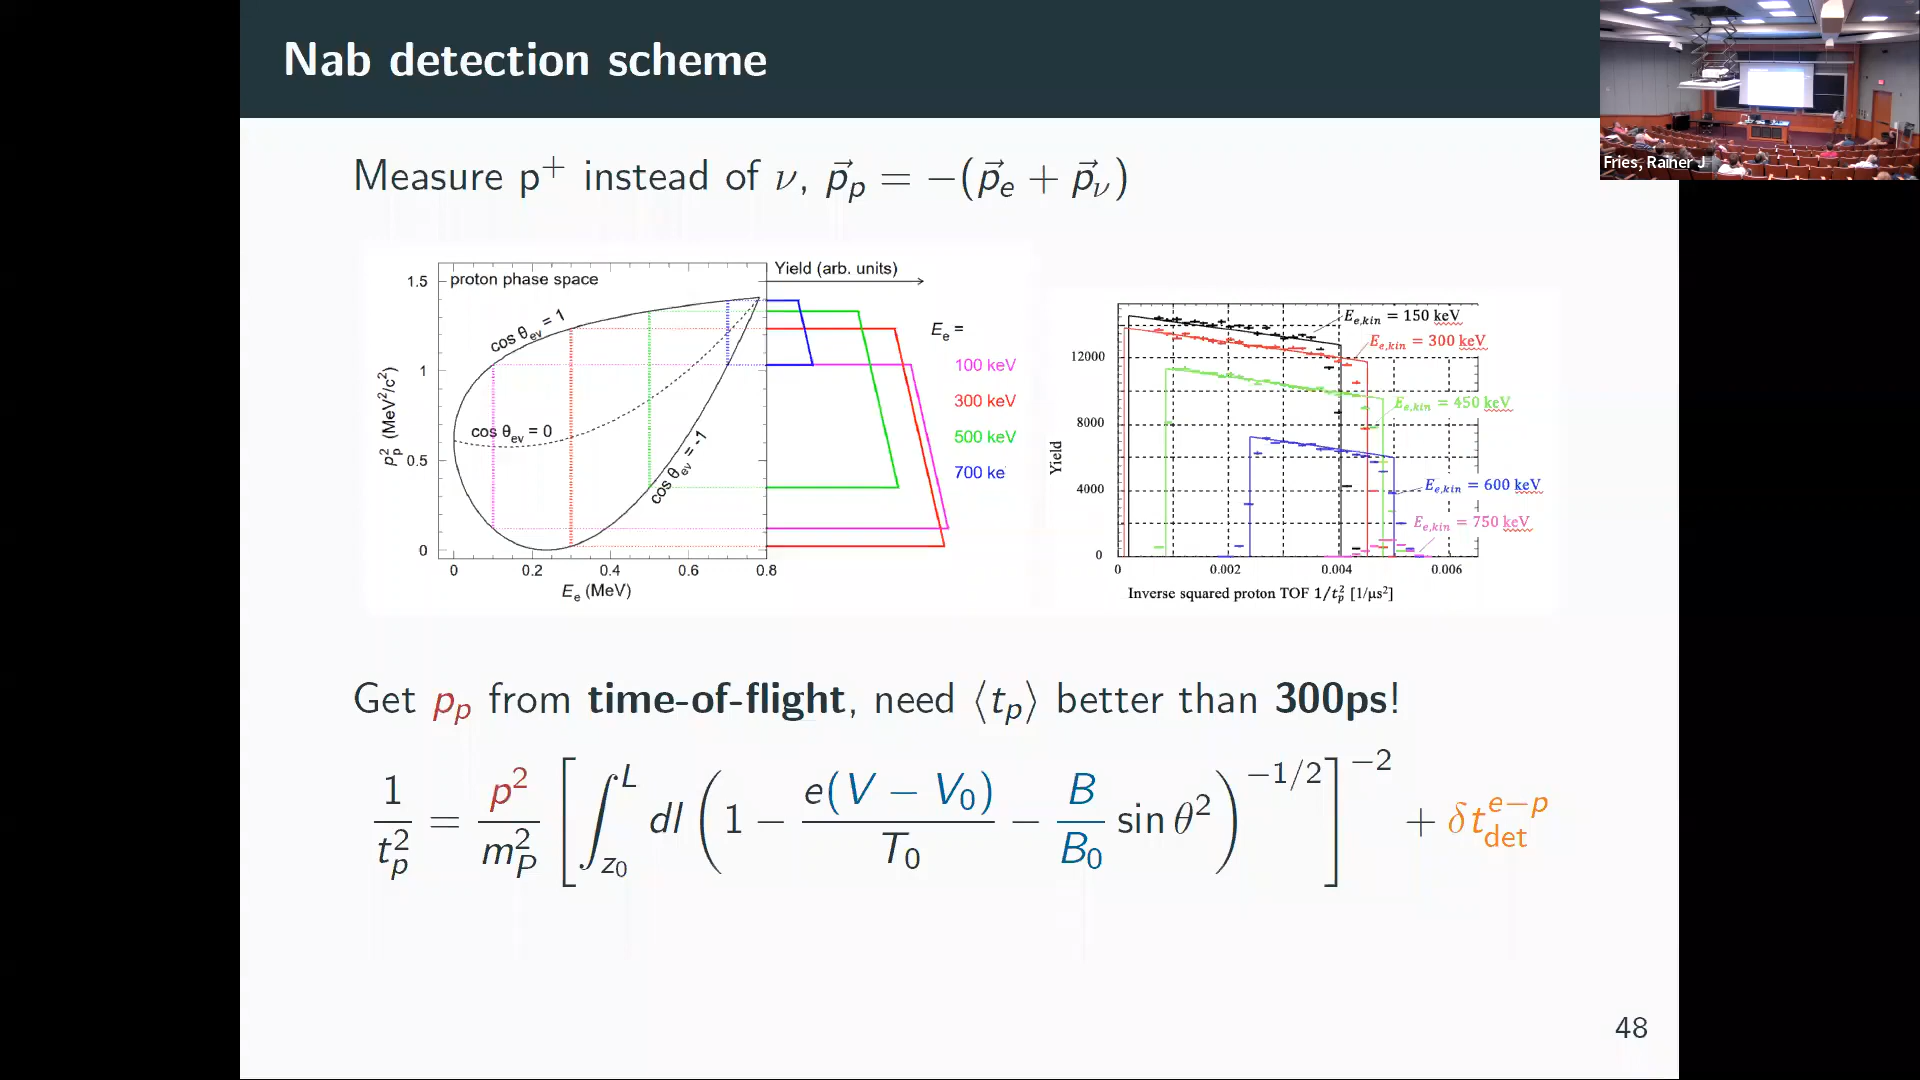 Nab detection scheme
Fries, Rainer J
Measure p⁺ instead of ν, p⃗ₚ = −(p⃗ₑ + p⃗ᵥ)
proton phase space
Yield (arb. units)
cos θₑᵥ = 1
cos θₑᵥ = 0
cos θₑᵥ = -1
1.5
1
0.5
0
pₚ² (MeV²/c²)
0 0.2 0.4 0.6 0.8
Eₑ (MeV)
Eₑ =
100 keV
300 keV
500 keV
700 ke
Eₑ,ₖᵢₙ = 150 keV
Eₑ,ₖᵢₙ = 300 keV
Eₑ,ₖᵢₙ = 450 keV
Eₑ,ₖᵢₙ = 600 keV
Eₑ,ₖᵢₙ = 750 keV
12000
8000
4000
0
Yield
0 0.002 0.004 0.006
Inverse squared proton TOF 1/tₚ² [1/μs²]
Get pₚ from time-of-flight, need ⟨tₚ⟩ better than 300ps!
1/tₚ² = p²/m_P² [∫_{z₀}^{L} dl (1 − e(V − V₀)/T₀ − B/B₀ sin θ²)^{−1/2}]^{−2} + δt_{det}^{e−p}
48